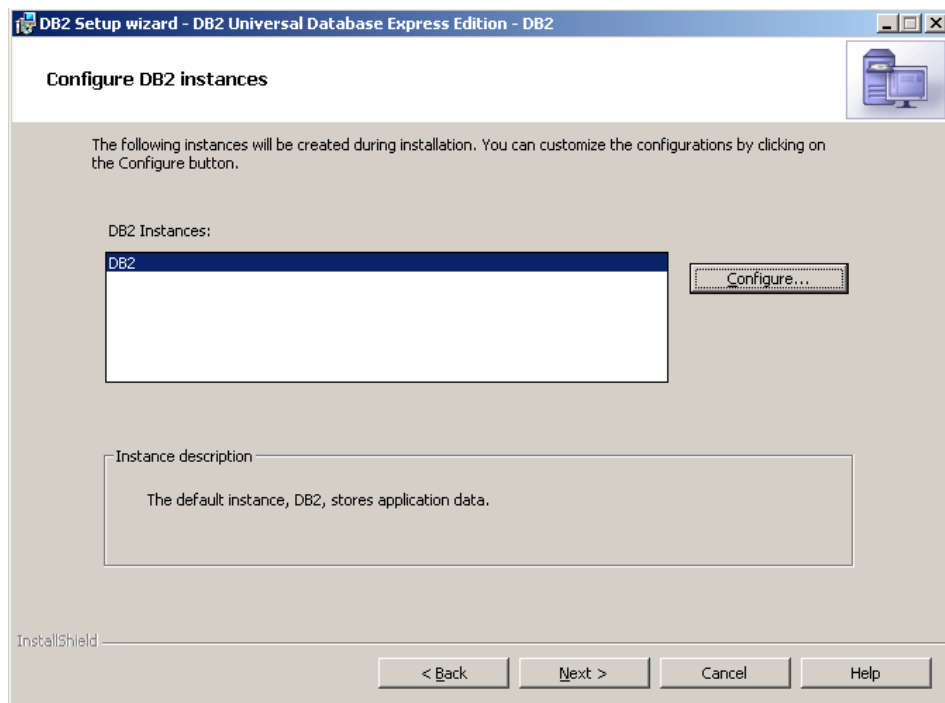 DB2 Setup wizard - DB2 Universal Database Express Edition - DB2
Configure DB2 instances
The following instances will be created during installation. You can customize the configurations by clicking on
the Configure button.
DB2 Instances:
DB2
Configure...
Instance description
The default instance, DB2, stores application data.
InstallShield
< Back
Next >
Cancel
Help